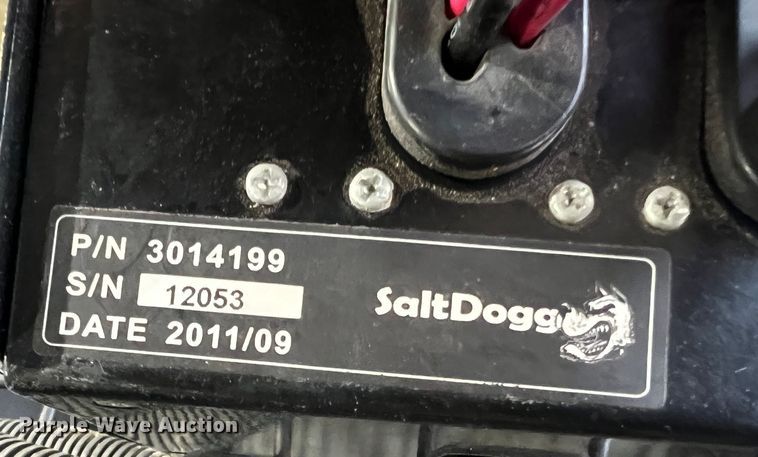 P/N 3014199
S/N 12053
DATE 2011/09
SaltDogg
Purple Wave Auction